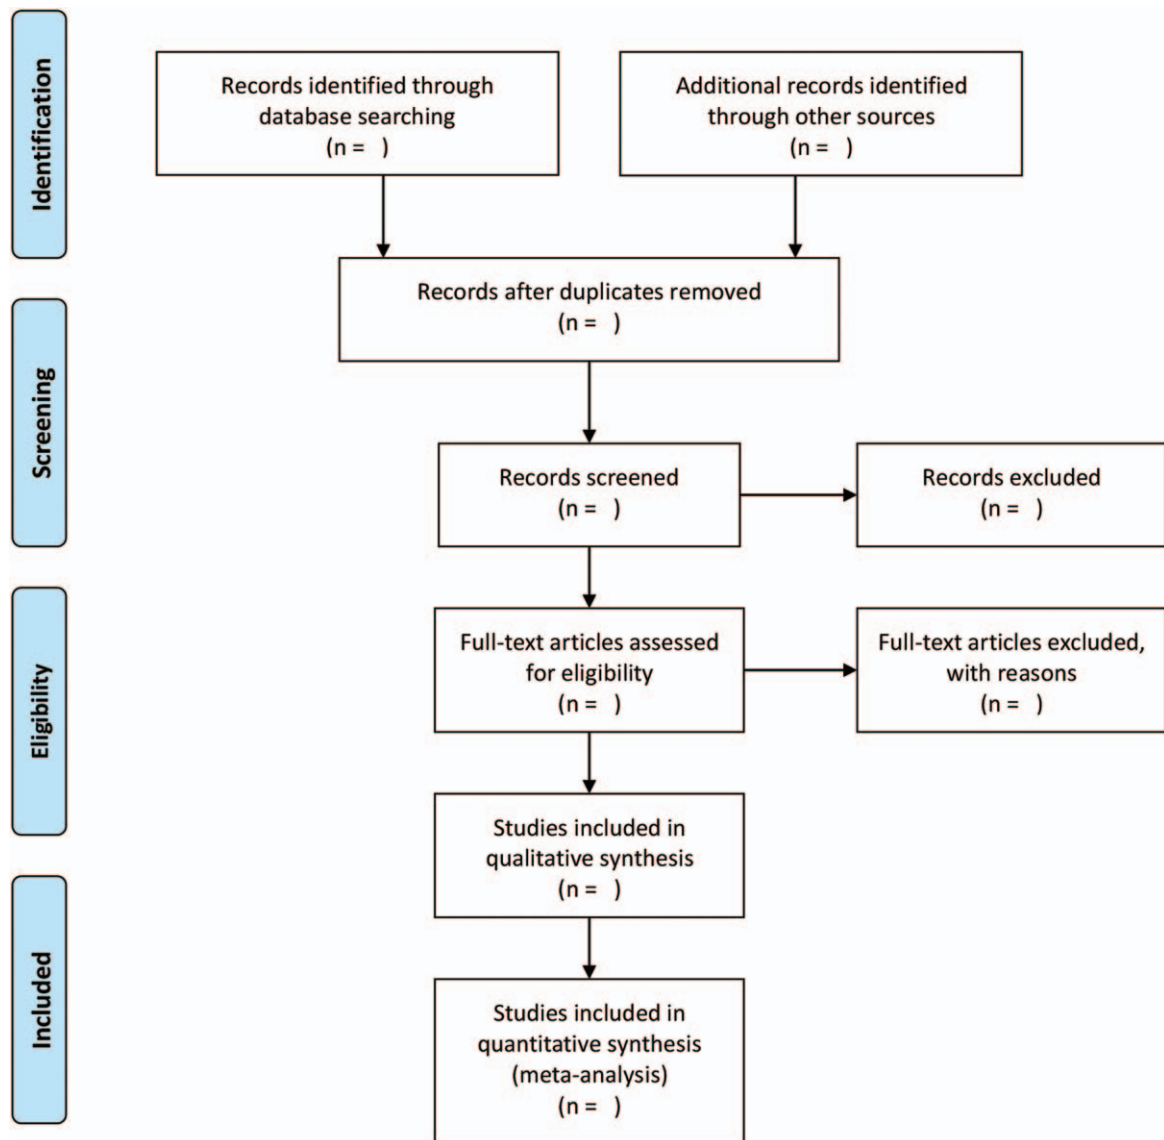 Identification
Records identified through
database searching
(n =   )
Additional records identified
through other sources
(n =   )
Records after duplicates removed
(n =   )
Screening
Records screened
(n =   )
Records excluded
(n =   )
Eligibility
Full-text articles assessed
for eligibility
(n =   )
Full-text articles excluded,
with reasons
(n =   )
Studies included in
qualitative synthesis
(n =   )
Included
Studies included in
quantitative synthesis
(meta-analysis)
(n =   )